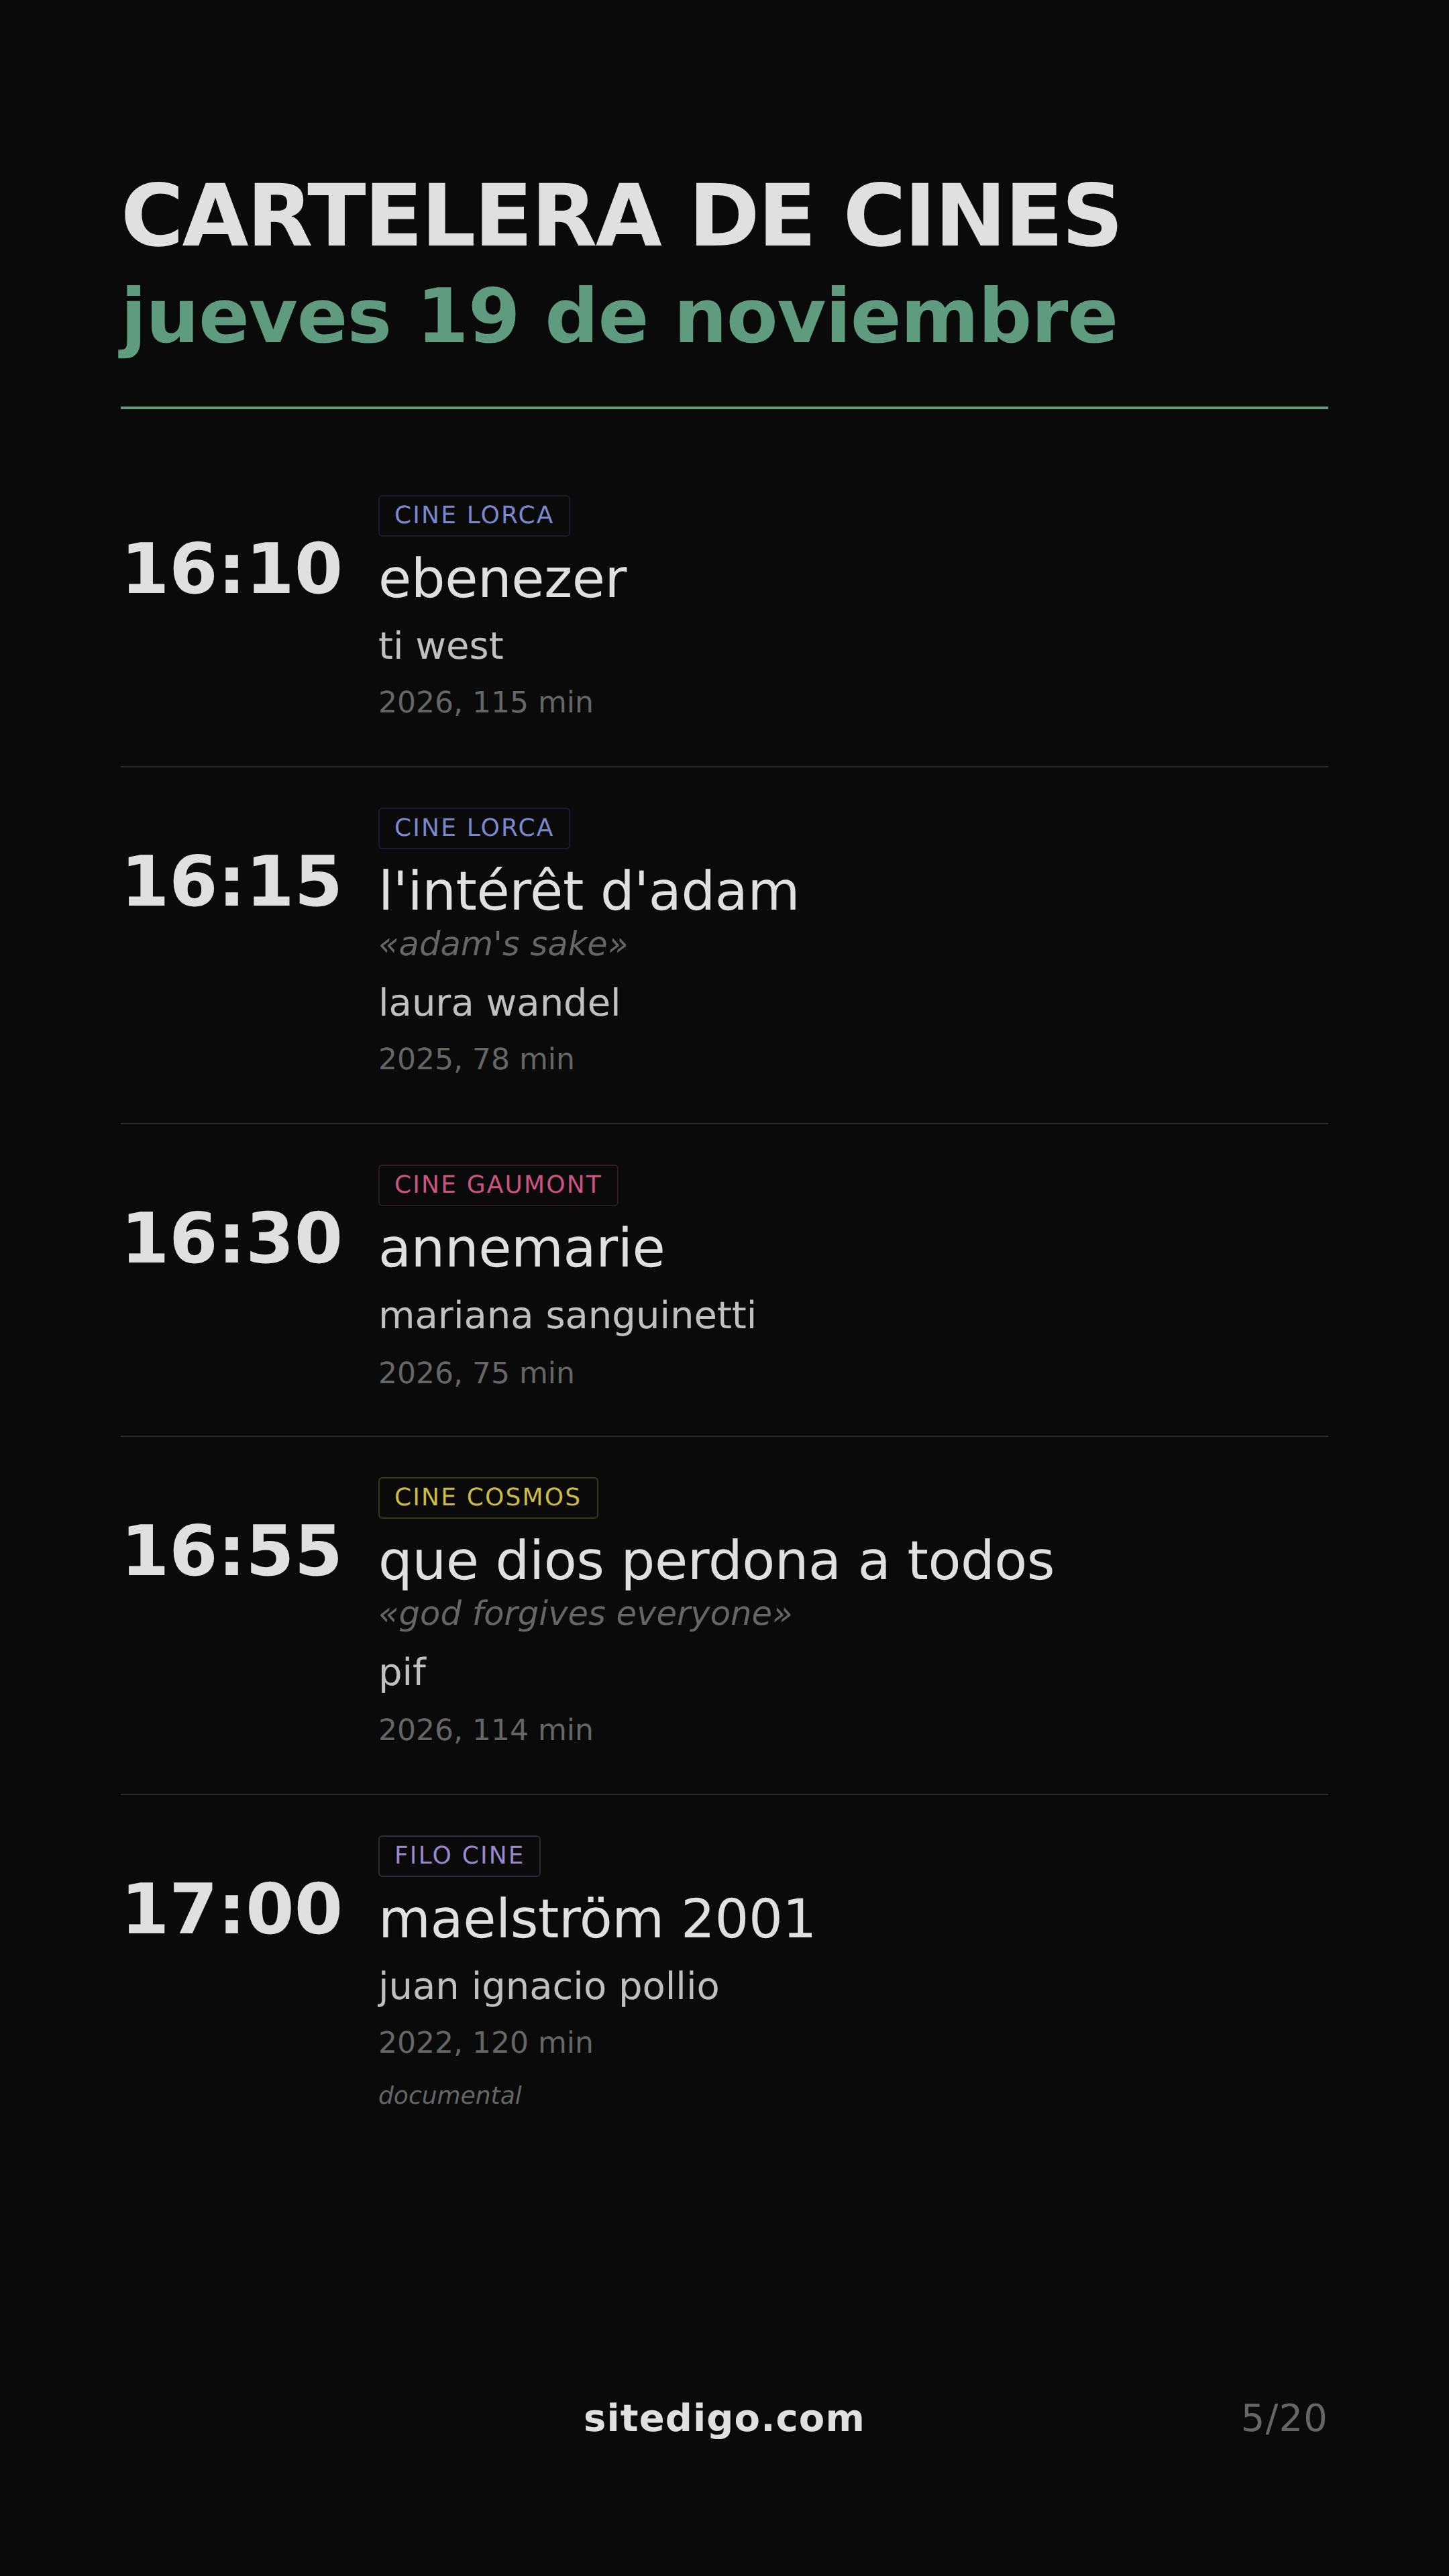 CARTELERA DE CINES
jueves 19 de noviembre
CINE LORCA
16:10
ebenezer
ti west
2026, 115 min
CINE LORCA
16:15
l'intérêt d'adam
«adam's sake»
laura wandel
2025, 78 min
CINE GAUMONT
16:30
annemarie
mariana sanguinetti
2026, 75 min
CINE COSMOS
16:55
que dios perdona a todos
«god forgives everyone»
pif
2026, 114 min
FILO CINE
17:00
maelström 2001
juan ignacio pollio
2022, 120 min
documental
sitedigo.com
5/20